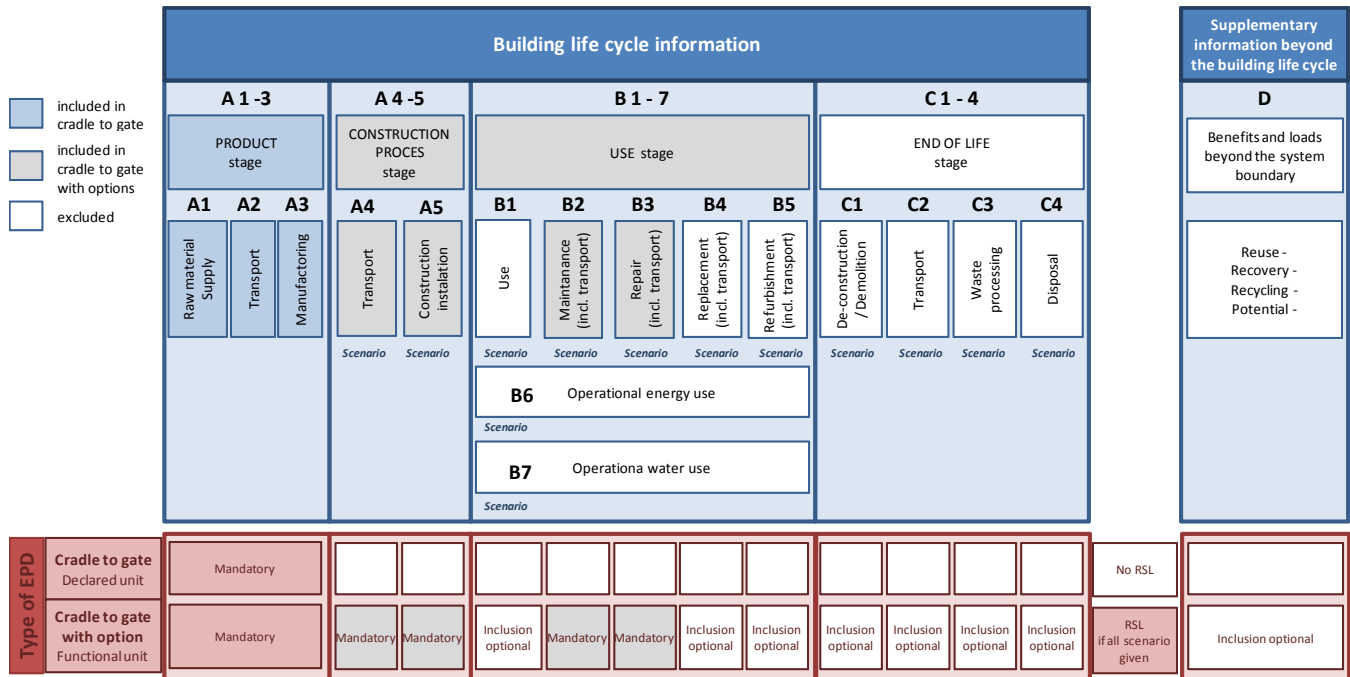 Building life cycle information
Supplementary
information beyond
the building life cycle
included in
cradle to gate
included in
cradle to gate
with options
excluded
A 1 -3
A 4 -5
B 1 - 7
C 1 - 4
D
PRODUCT
stage
CONSTRUCTION
PROCES
stage
USE stage
END OF LIFE
stage
Benefits and loads
beyond the system
boundary
A1
A2
A3
A4
A5
B1
B2
B3
B4
B5
C1
C2
C3
C4
Raw material
Supply
Transport
Manufactoring
Transport
Construction
instalation
Use
Maintanance
(incl. transport)
Repair
(incl. transport)
Replacement
(incl. transport)
Refurbishment
(incl. transport)
De-construction
/ Demolition
Transport
Waste
processing
Disposal
Reuse -
Recovery -
Recycling -
Potential -
Scenario
Scenario
Scenario
Scenario
Scenario
Scenario
Scenario
Scenario
Scenario
Scenario
Scenario
B6 Operational energy use
Scenario
B7 Operationa water use
Scenario
Type of EPD
Cradle to gate
Declared unit
Mandatory
No RSL
Cradle to gate
with option
Functional unit
Mandatory
Mandatory
Mandatory
Inclusion
optional
Mandatory
Mandatory
Inclusion
optional
Inclusion
optional
Inclusion
optional
Inclusion
optional
Inclusion
optional
Inclusion
optional
RSL
if all scenario
given
Inclusion optional